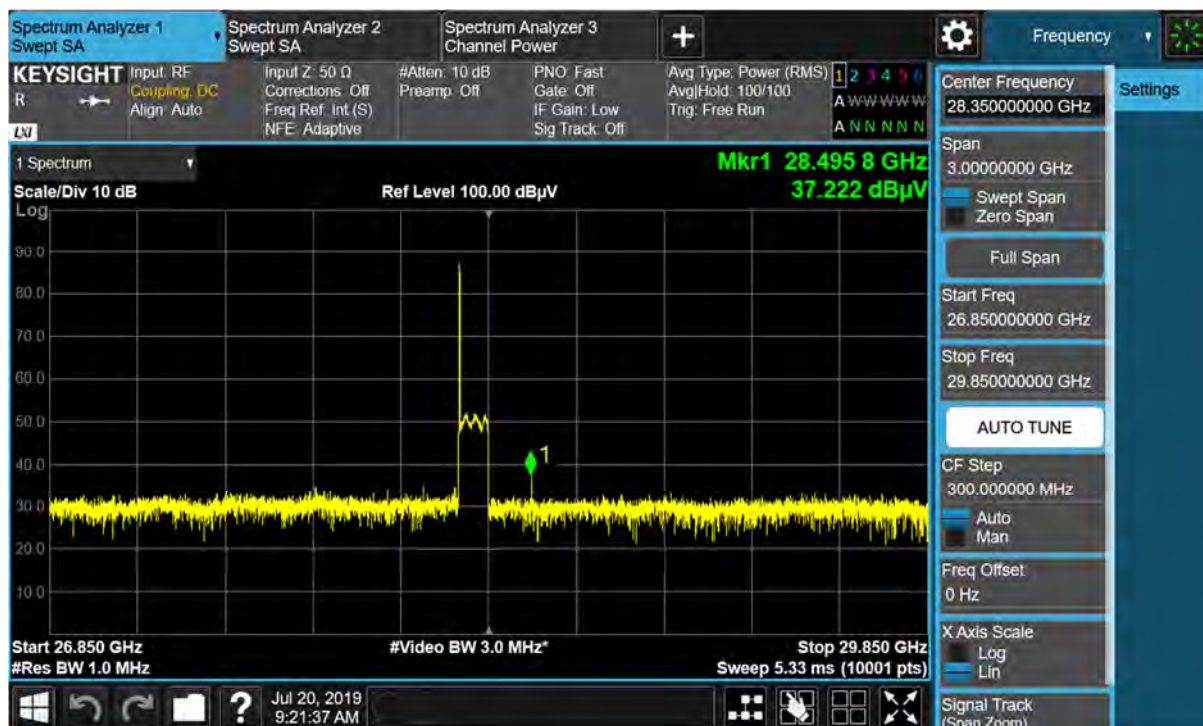 Spectrum Analyzer 1
Swept SA
Spectrum Analyzer 2
Swept SA
Spectrum Analyzer 3
Channel Power
Frequency
KEYSIGHT
R
LXI
Input: RF
Coupling: DC
Align: Auto
Input Z: 50 Ω
Corrections: Off
Freq Ref: Int (S)
NFE: Adaptive
#Atten: 10 dB
Preamp: Off
PNO: Fast
Gate: Off
IF Gain: Low
Sig Track: Off
Avg Type: Power (RMS)
Avg|Hold: 100/100
Trig: Free Run
1 2 3 4 5 6
A W W W W W
A N N N N N
1 Spectrum
Scale/Div 10 dB
Ref Level 100.00 dBµV
Mkr1 28.495 8 GHz
37.222 dBµV
Log
90.0
80.0
70.0
60.0
50.0
40.0
30.0
20.0
10.0
1
Start 26.850 GHz
#Res BW 1.0 MHz
#Video BW 3.0 MHz*
Stop 29.850 GHz
Sweep 5.33 ms (10001 pts)
Center Frequency
28.350000000 GHz
Settings
Span
3.00000000 GHz
Swept Span
Zero Span
Full Span
Start Freq
26.850000000 GHz
Stop Freq
29.850000000 GHz
AUTO TUNE
CF Step
300.000000 MHz
Auto
Man
Freq Offset
0 Hz
X Axis Scale
Log
Lin
Signal Track
(Span Zoom)
?
Jul 20, 2019
9:21:37 AM